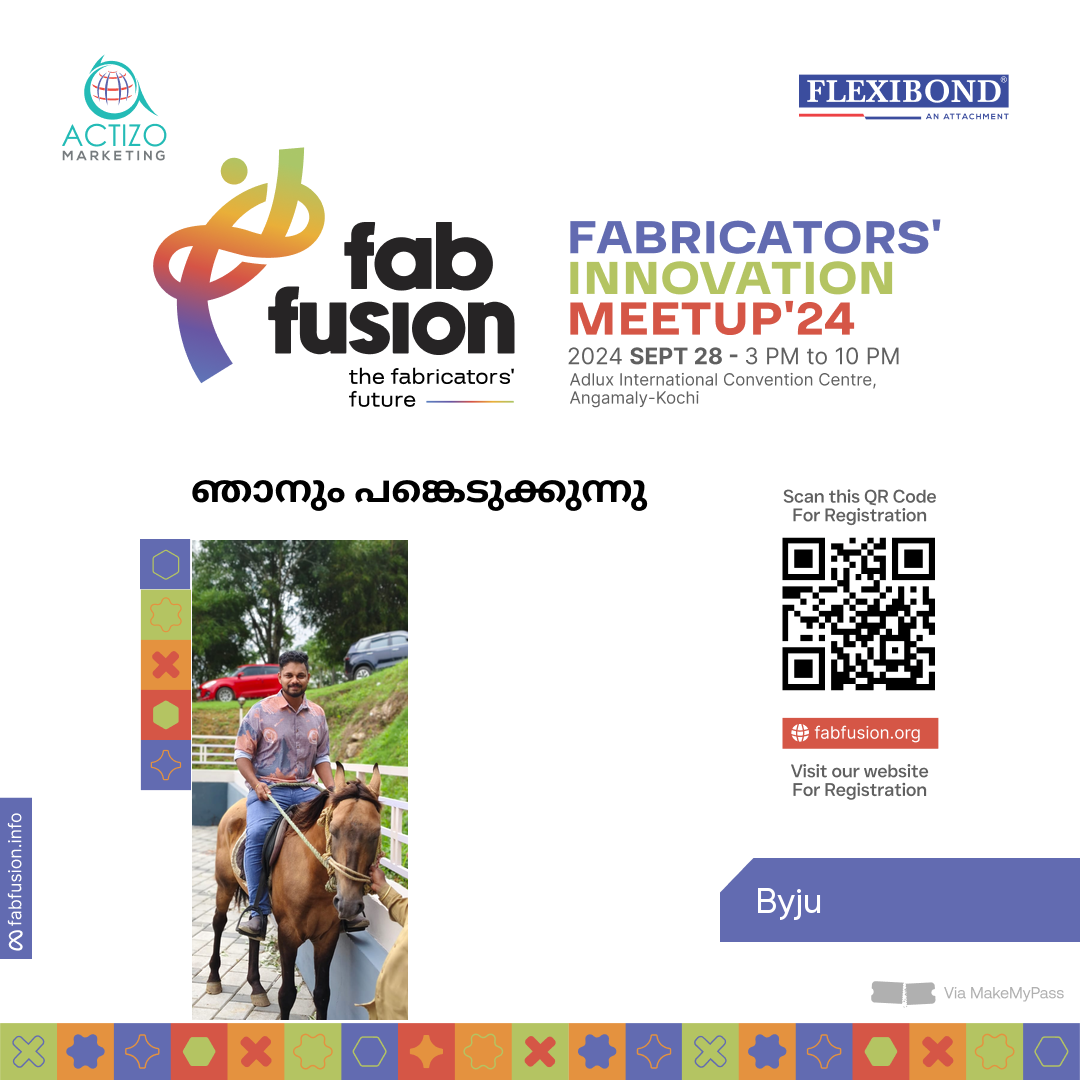 ACTIZO
MARKETING
FLEXIBOND®
AN ATTACHMENT
fab
fusion
the fabricators'
future
FABRICATORS'
INNOVATION
MEETUP'24
2024 SEPT 28 - 3 PM to 10 PM
Adlux International Convention Centre,
Angamaly-Kochi
ഞാനും പങ്കെടുക്കുന്നു
Scan this QR Code
For Registration
fabfusion.org
Visit our website
For Registration
fabfusion.info
Byju
Via MakeMyPass